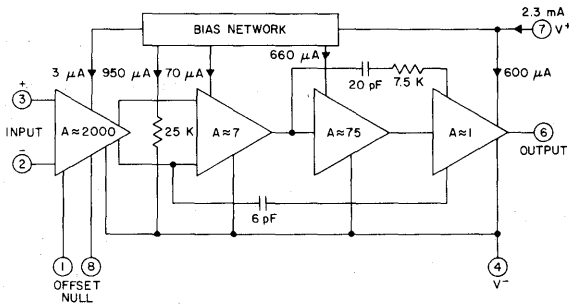 BIAS NETWORK
2.3 mA
7 V+
3 μA
950 μA
70 μA
660 μA
600 μA
20 pF
7.5 K
+
3
INPUT
−
2
A≈2000
25 K
A≈7
A≈75
A≈1
6
OUTPUT
6 pF
1
8
OFFSET
NULL
4
V−